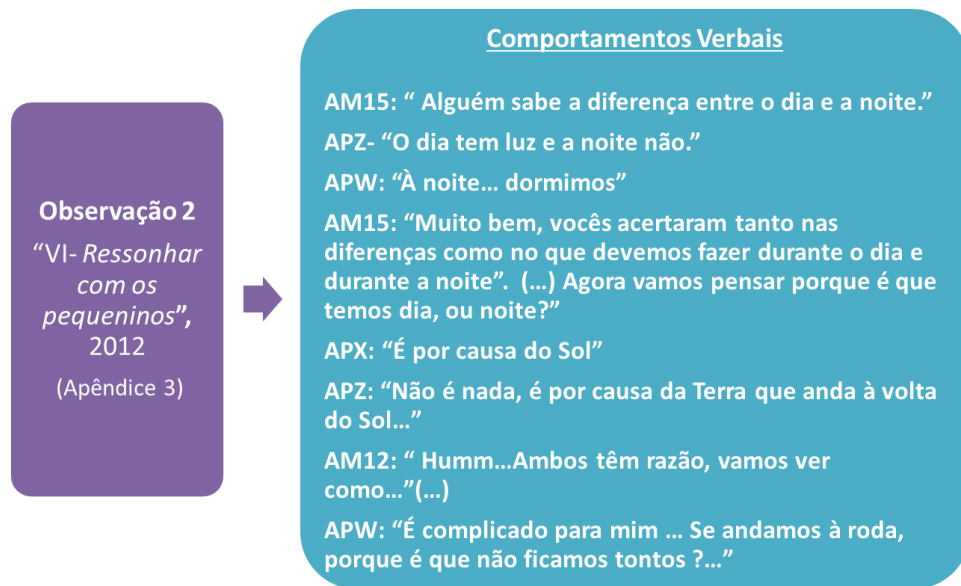 Observação 2
“VI- Ressonhar
com os
pequeninos”,
2012
(Apêndice 3)
Comportamentos Verbais
AM15: “ Alguém sabe a diferença entre o dia e a noite.”
APZ- “O dia tem luz e a noite não.”
APW: “À noite… dormimos”
AM15: “Muito bem, vocês acertaram tanto nas
diferenças como no que devemos fazer durante o dia e
durante a noite”. (…) Agora vamos pensar porque é que
temos dia, ou noite?”
APX: “É por causa do Sol”
APZ: “Não é nada, é por causa da Terra que anda à volta
do Sol…”
AM12: “ Humm…Ambos têm razão, vamos ver
como…”(…)
APW: “É complicado para mim … Se andamos à roda,
porque é que não ficamos tontos ?…”